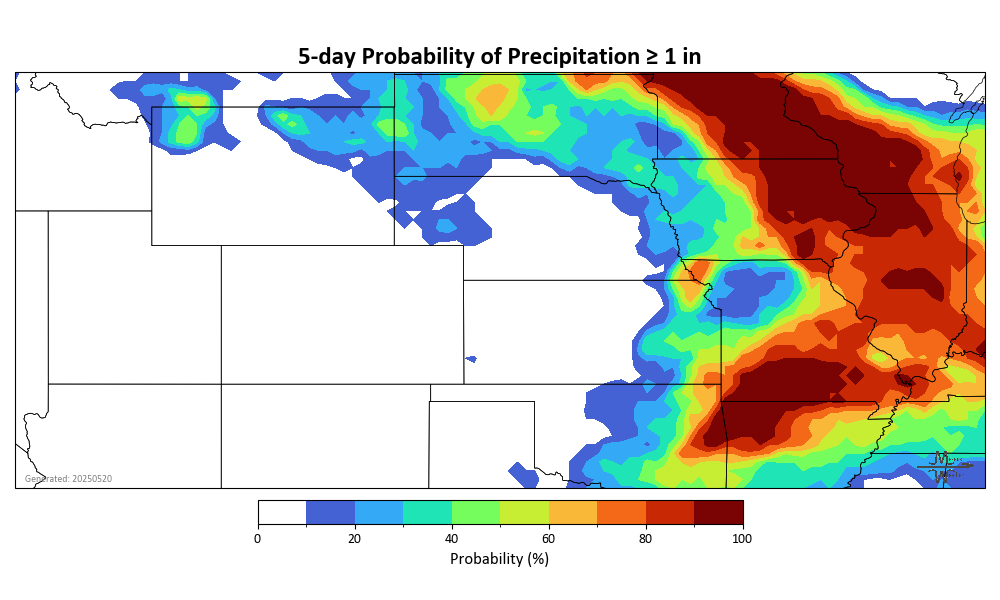 5-day Probability of Precipitation ≥ 1 in
Generated: 20250520
0 20 40 60 80 100
Probability (%)